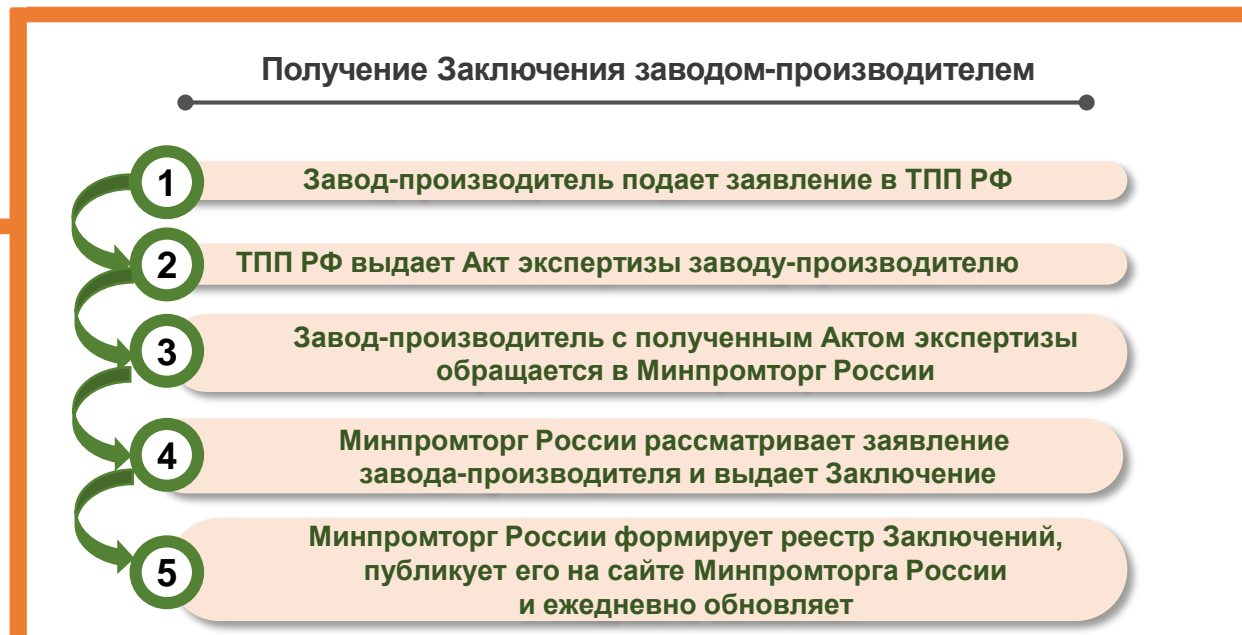 Получение Заключения заводом-производителем
1
Завод-производитель подает заявление в ТПП РФ
2
ТПП РФ выдает Акт экспертизы заводу-производителю
3
Завод-производитель с полученным Актом экспертизы
обращается в Минпромторг России
4
Минпромторг России рассматривает заявление
завода-производителя и выдает Заключение
5
Минпромторг России формирует реестр Заключений,
публикует его на сайте Минпромторга России
и ежедневно обновляет